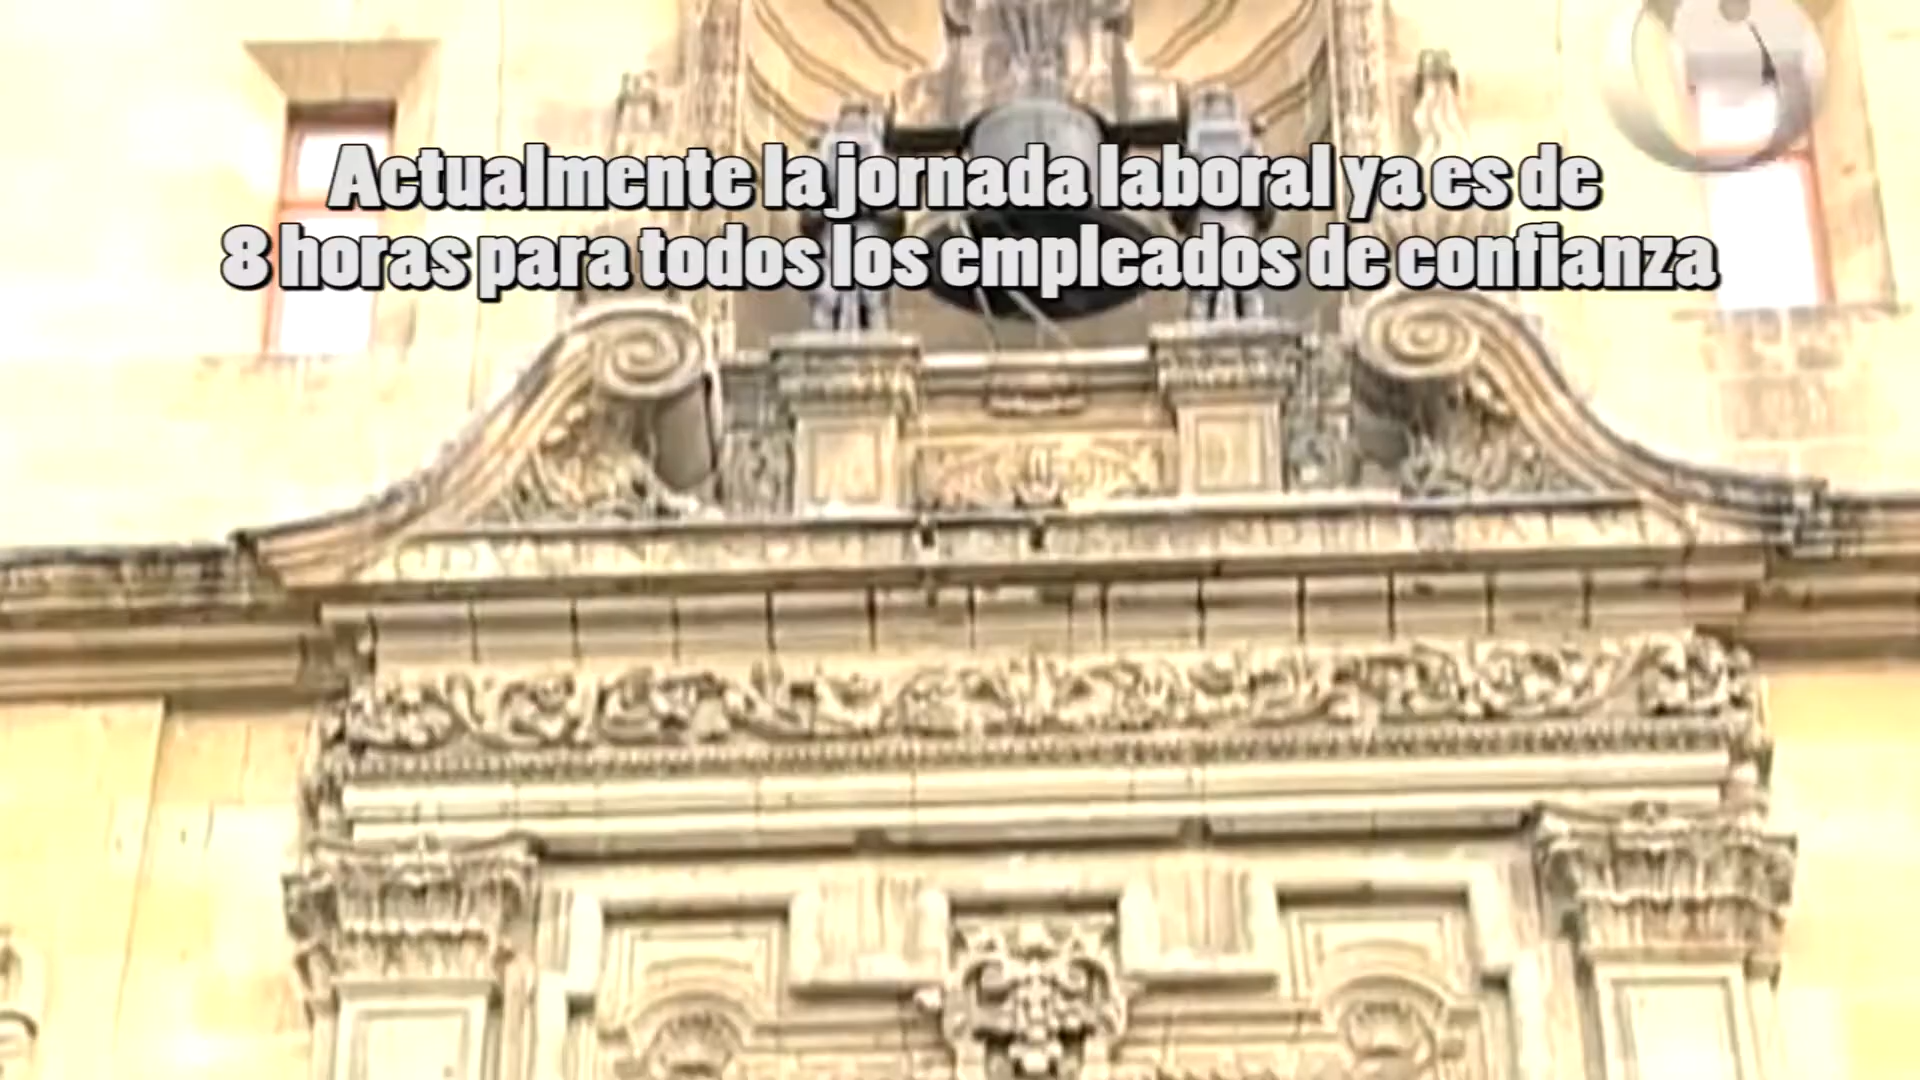 Actualmente la jornada laboral ya es de
8 horas para todos los empleados de confianza